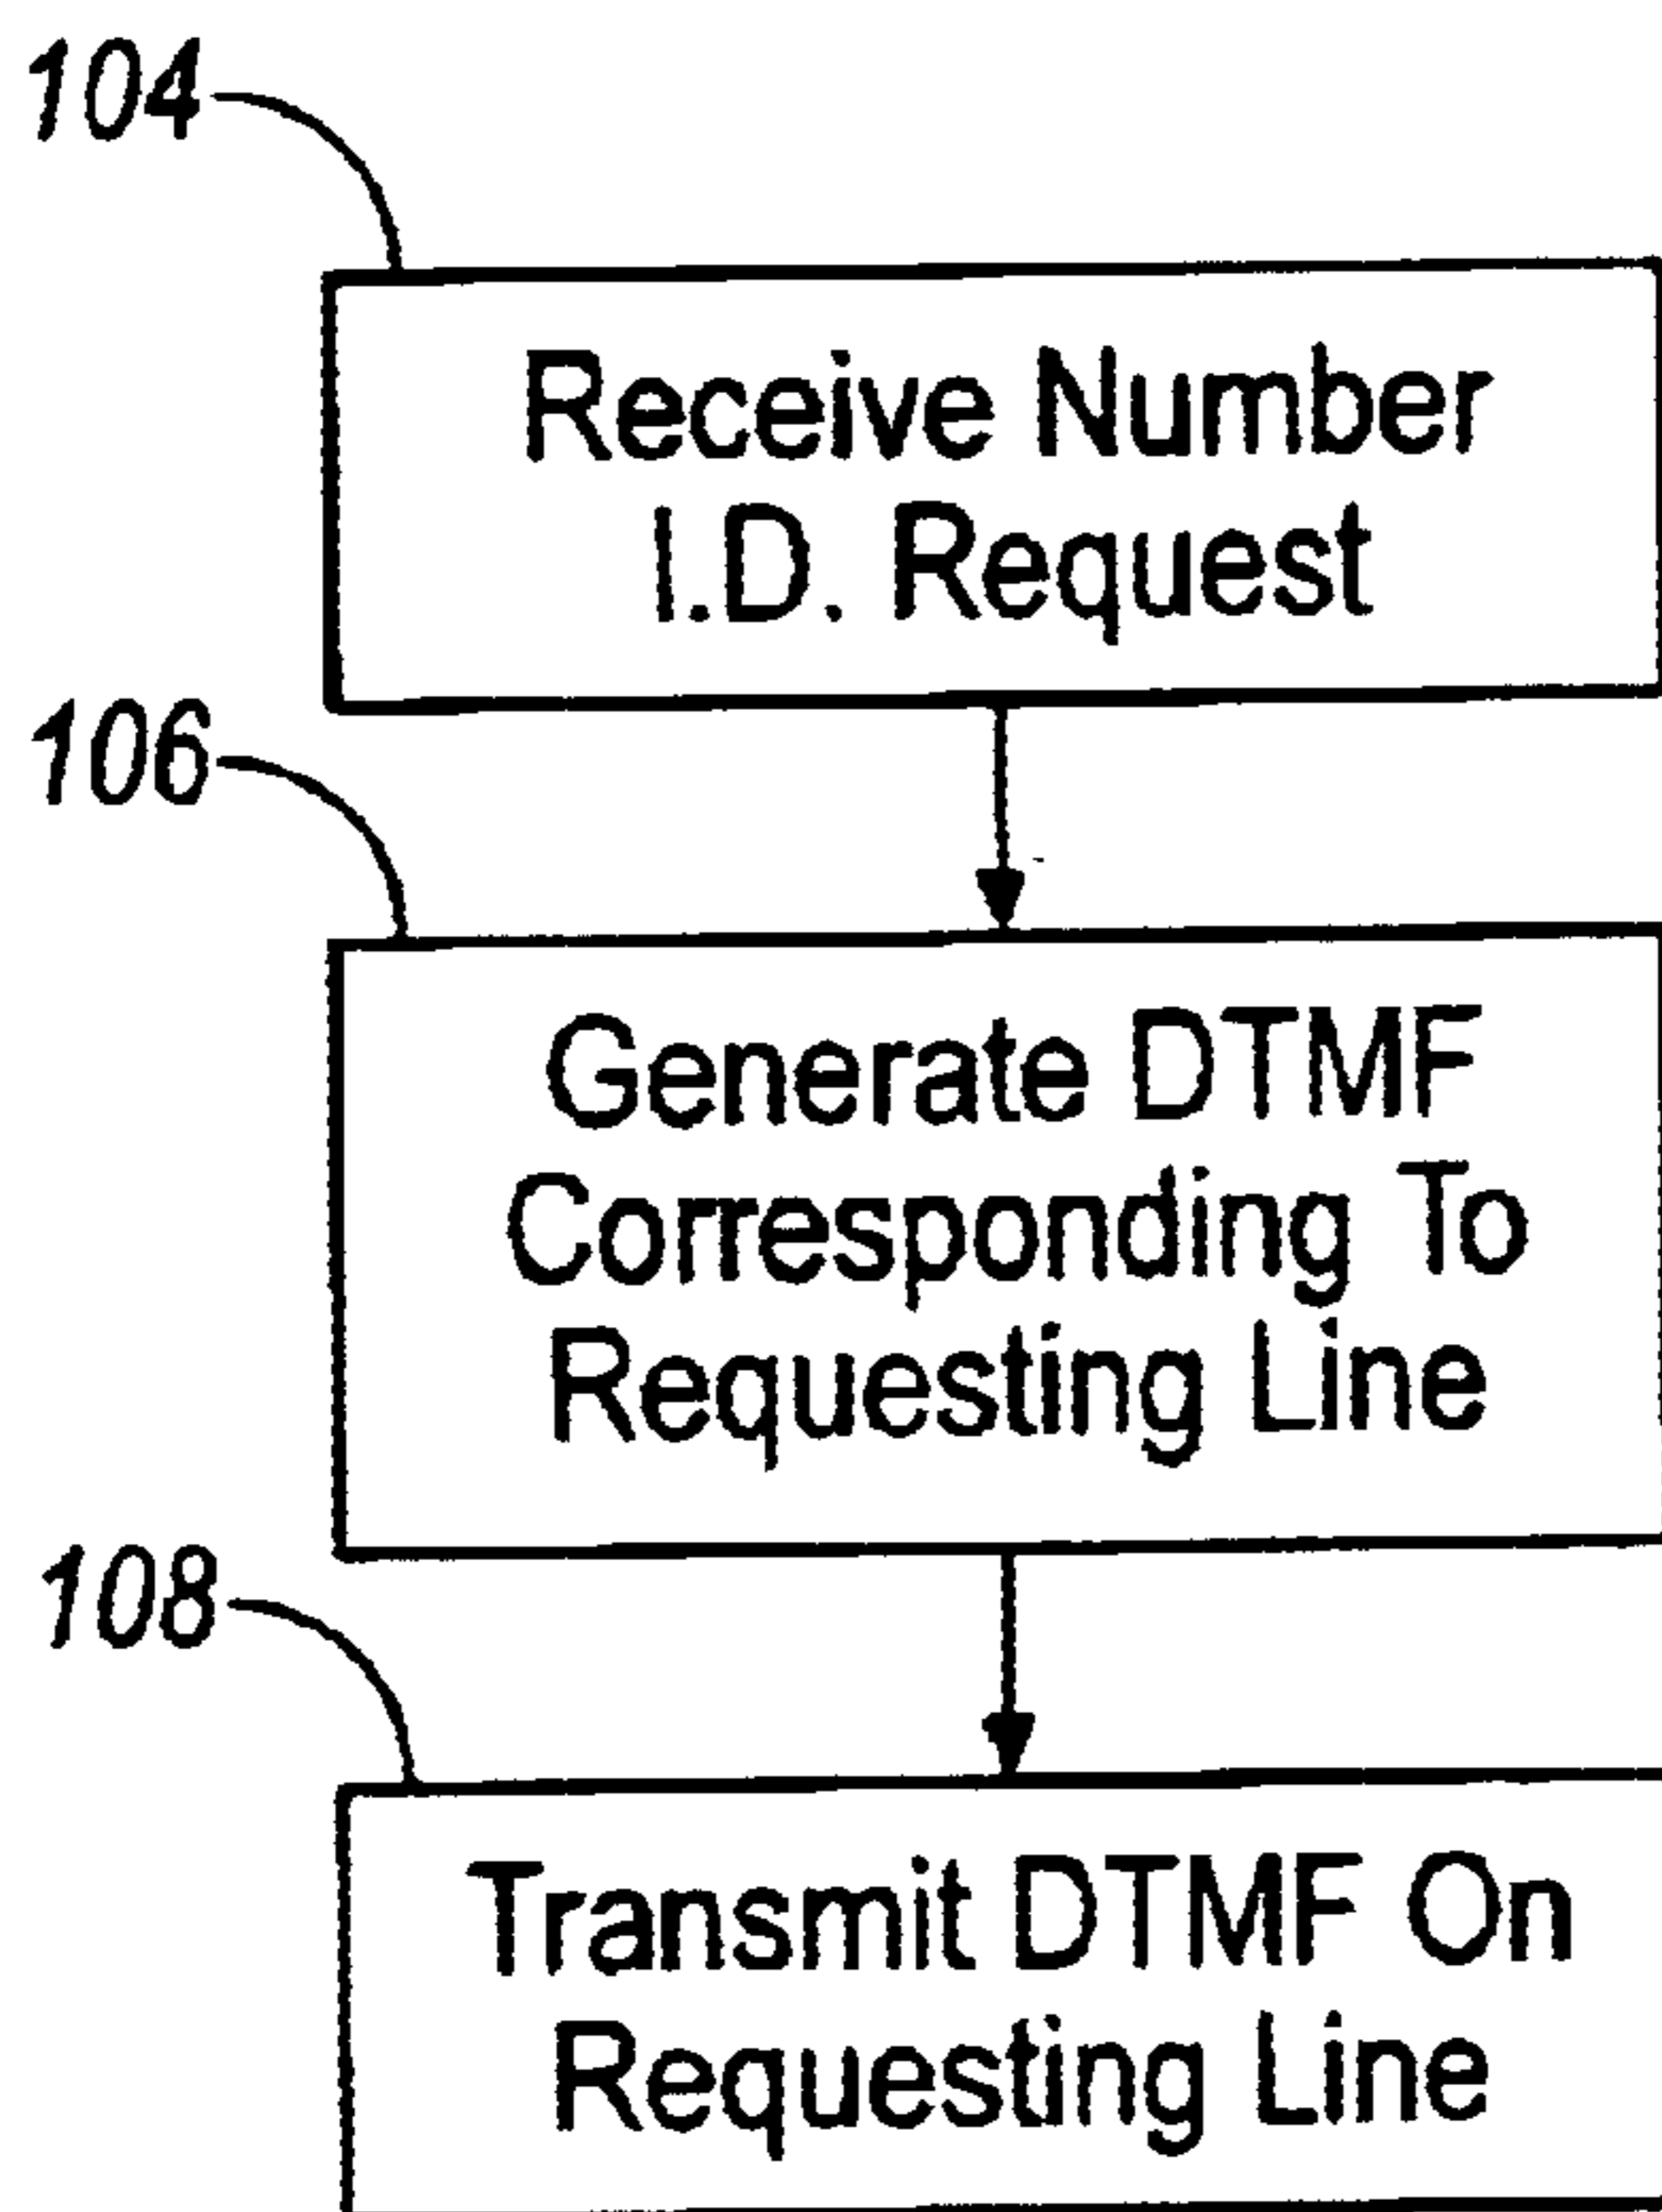 104
Receive Number
I.D. Request
106
Generate DTMF
Corresponding To
Requesting Line
108
Transmit DTMF On
Requesting Line